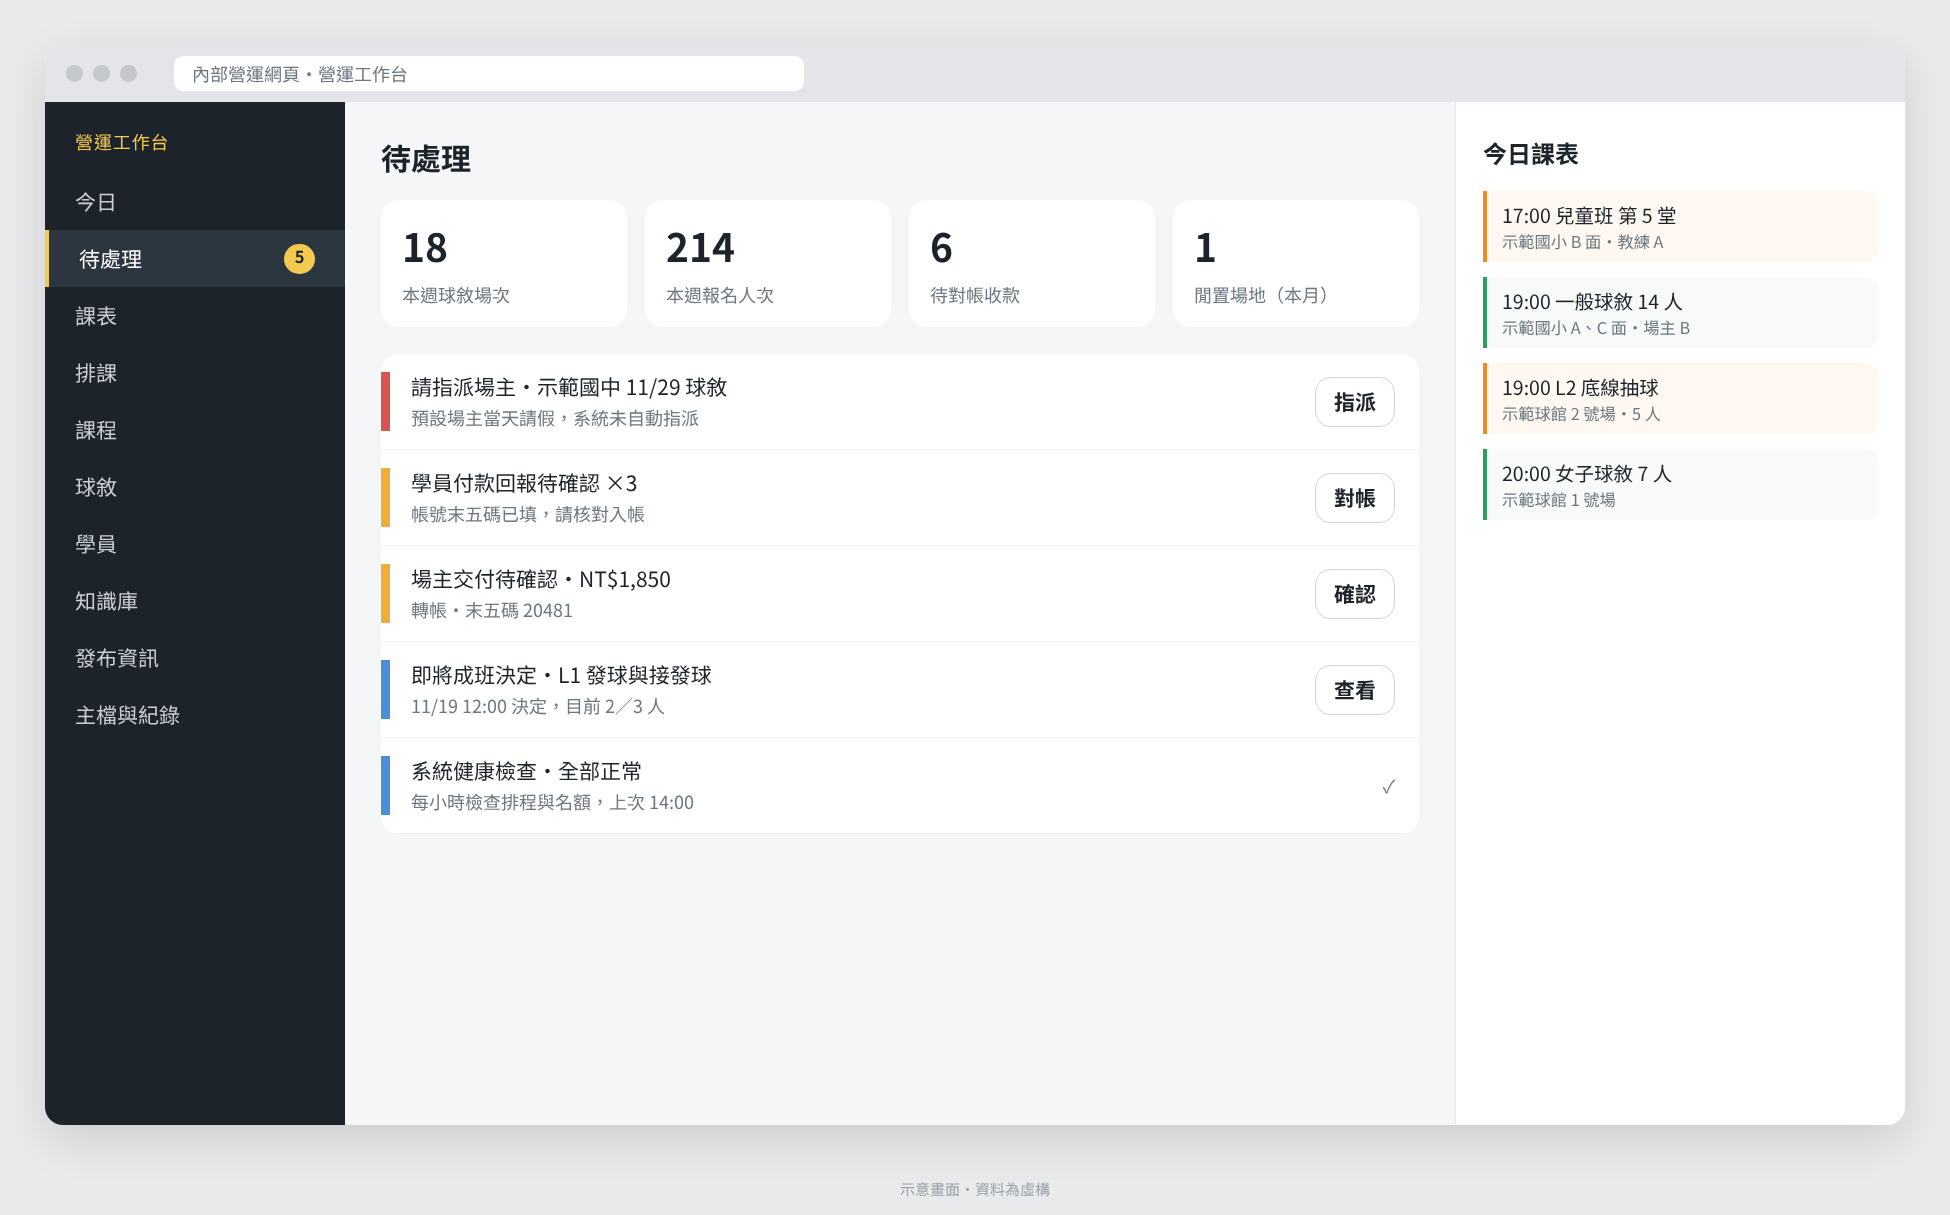 內部營運網頁・營運工作台
營運工作台
今日
待處理
5
課表
排課
課程
球敘
學員
知識庫
發布資訊
主檔與紀錄
待處理
18
本週球敘場次
214
本週報名人次
6
待對帳收款
1
閒置場地（本月）
請指派場主・示範國中 11/29 球敘
預設場主當天請假，系統未自動指派
指派
學員付款回報待確認 ×3
帳號末五碼已填，請核對入帳
對帳
場主交付待確認・NT$1,850
轉帳・末五碼 20481
確認
即將成班決定・L1 發球與接發球
11/19 12:00 決定，目前 2／3 人
查看
系統健康檢查・全部正常
每小時檢查排程與名額，上次 14:00
✓
今日課表
17:00 兒童班 第 5 堂
示範國小 B 面・教練 A
19:00 一般球敘 14 人
示範國小 A、C 面・場主 B
19:00 L2 底線抽球
示範球館 2 號場・5 人
20:00 女子球敘 7 人
示範球館 1 號場
示意畫面・資料為虛構